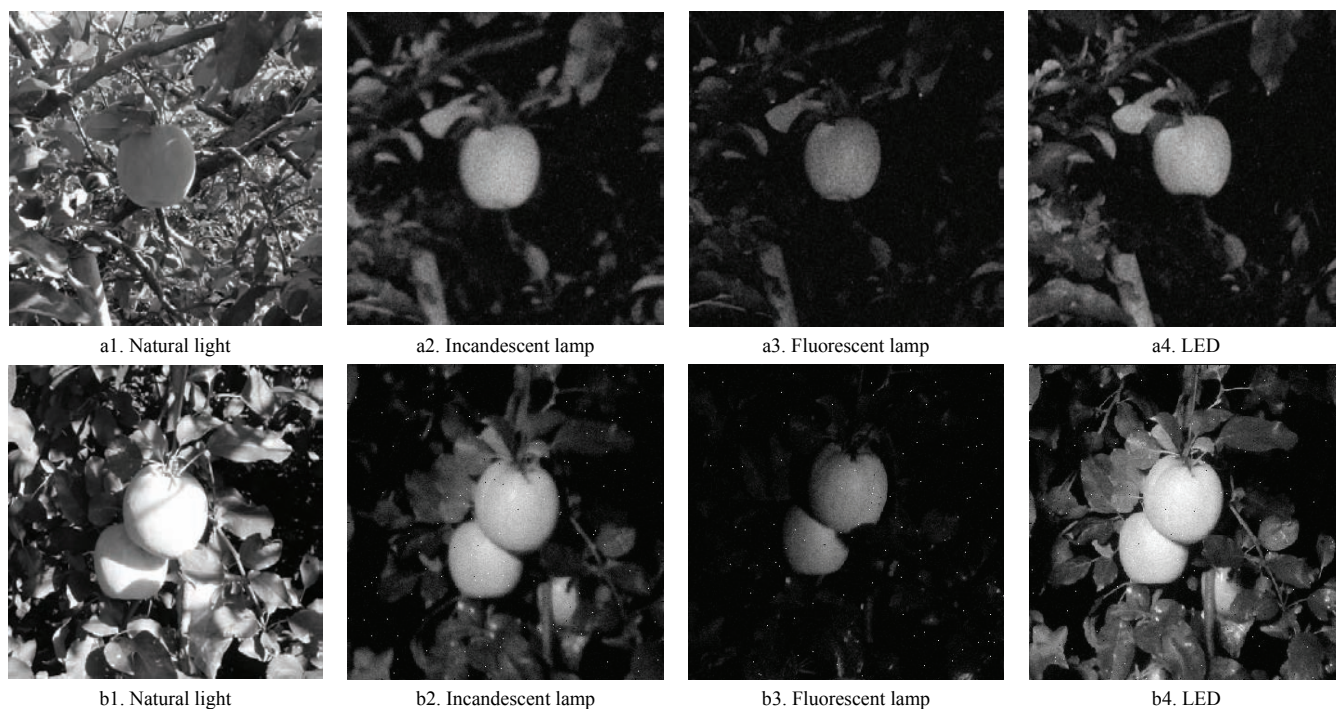 a1. Natural light
a2. Incandescent lamp
a3. Fluorescent lamp
a4. LED
b1. Natural light
b2. Incandescent lamp
b3. Fluorescent lamp
b4. LED